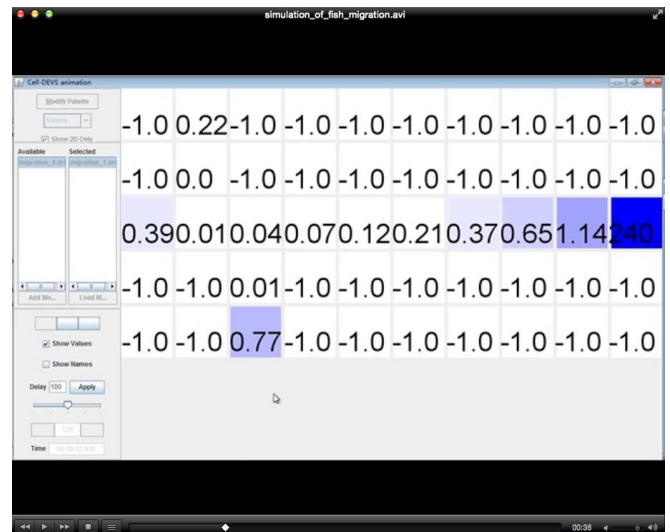 simulation_of_fish_migration.avi
Cell-DEVS animation
Modify Palette
Show 2D Only
Available Selected
-1.0 0.22 -1.0 -1.0 -1.0 -1.0 -1.0 -1.0 -1.0 -1.0
-1.0 0.0 -1.0 -1.0 -1.0 -1.0 -1.0 -1.0 -1.0 -1.0
0.39 0.01 0.04 0.07 0.12 0.21 0.37 0.65 1.14 240.
-1.0 -1.0 0.01 -1.0 -1.0 -1.0 -1.0 -1.0 -1.0 -1.0
-1.0 -1.0 0.77 -1.0 -1.0 -1.0 -1.0 -1.0 -1.0 -1.0
Add Mo... Load M...
Show Values
Show Names
Delay 100 Apply
Time
00:36